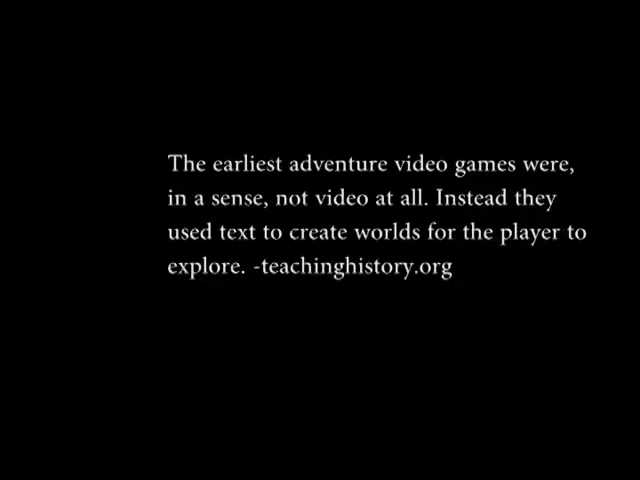 The earliest adventure video games were,
in a sense, not video at all. Instead they
used text to create worlds for the player to
explore. -teachinghistory.org